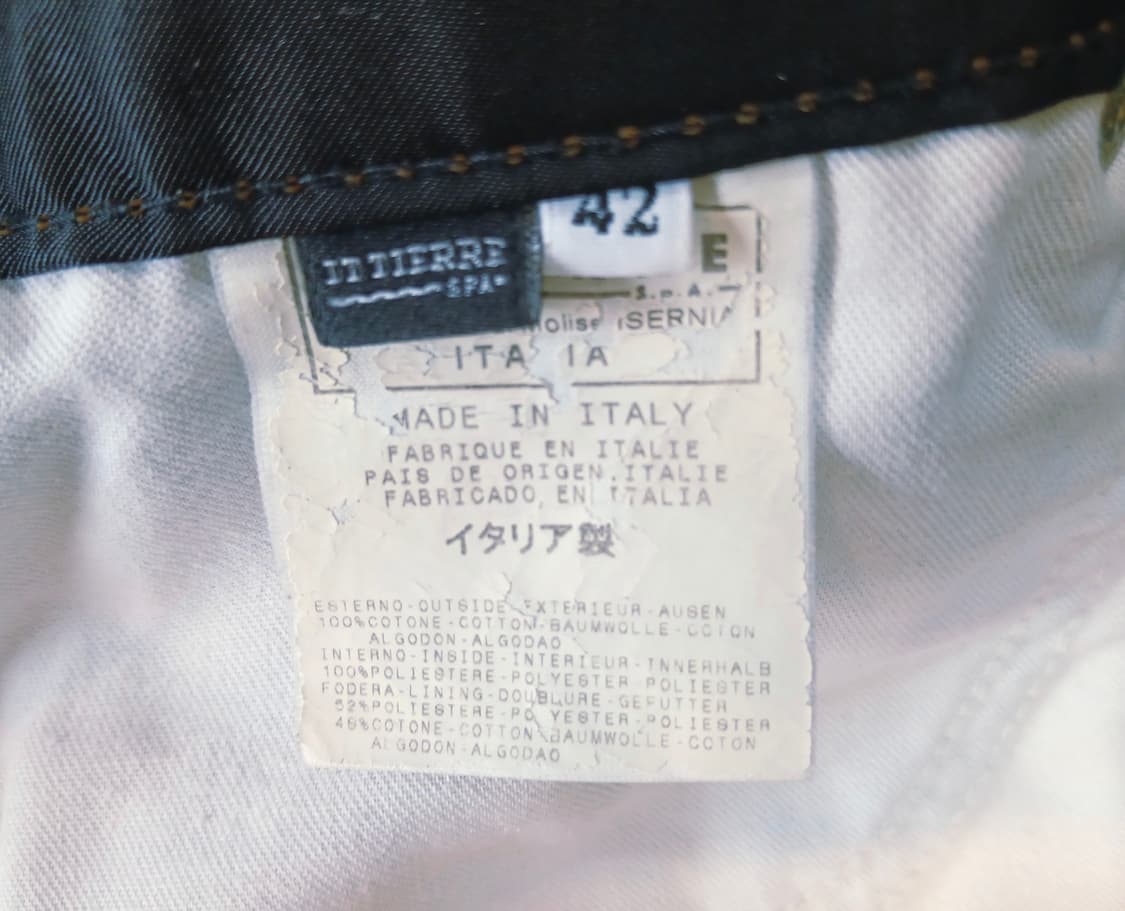 42
ITTIERRE
SPA
E
S.p.A.
ISERNIA
MADE IN ITALY
FABRIQUE EN ITALIE
PAIS DE ORIGEN.ITALIE
FABRICADO EN ITALIA
イタリア製
ESTERNO-OUTSIDE-EXTERIEUR-AUSEN
100%COTONE-COTTON-BAUMWOLLE-COTON
ALGODON-ALGODAO
INTERNO-INSIDE-INTERIEUR-INNERHALB
100%POLIESTERE-POLYESTER-POLIESTER
FODERA-LINING-DOUBLURE-GEFUTTER
52%POLIESTERE-POLYESTER-POLIESTER
48%COTONE-COTTON-BAUMWOLLE-COTON
ALGODON-ALGODAO